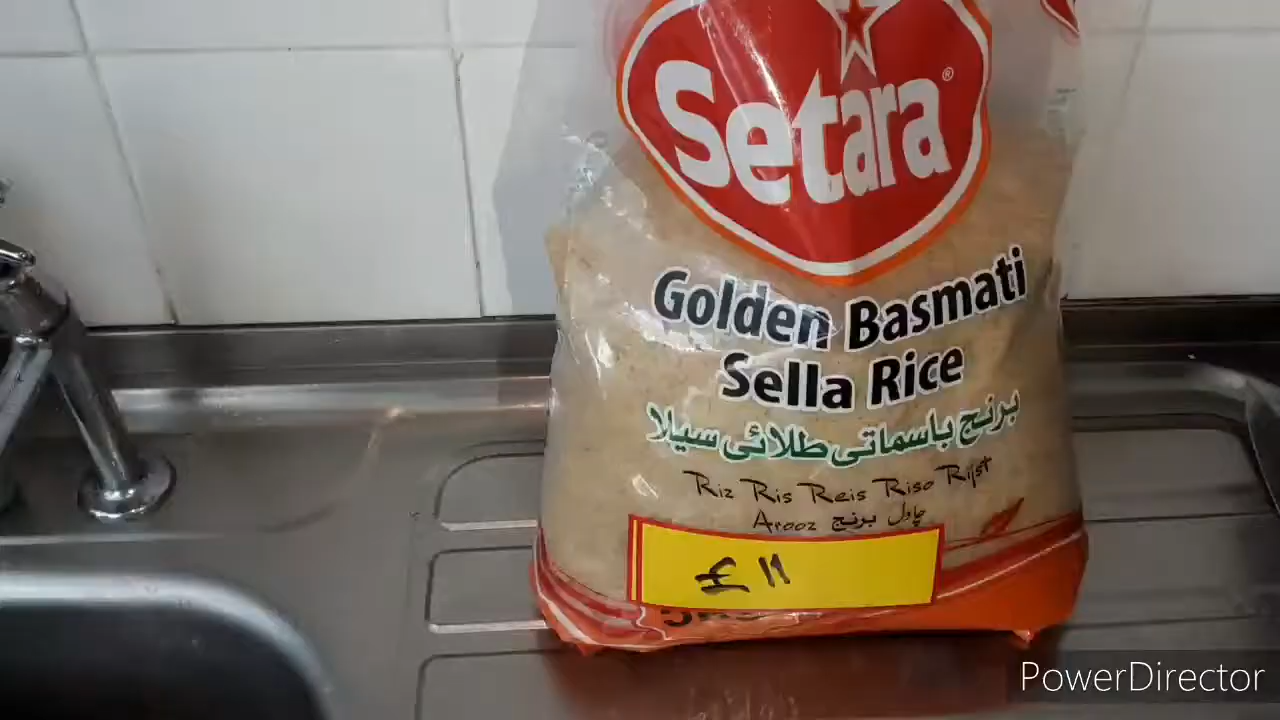 Setara®
Golden Basmati
Sella Rice
برنج باسماتی طلائی سیلا
Riz Ris Reis Riso Rijst
Arooz برنج چاول
£11
PowerDirector